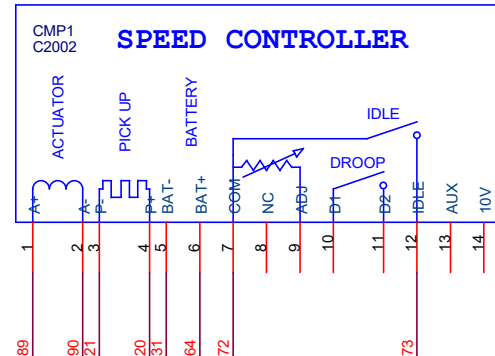 CMP1
C2002
SPEED CONTROLLER
ACTUATOR
PICK UP
BATTERY
IDLE
DROOP
A+
A-
P-
P+
BAT-
BAT+
COM
NC
ADJ
D1
D2
IDLE
AUX
10V
1
2
3
4
5
6
7
8
9
10
11
12
13
14
89
90
21
20
31
64
72
73